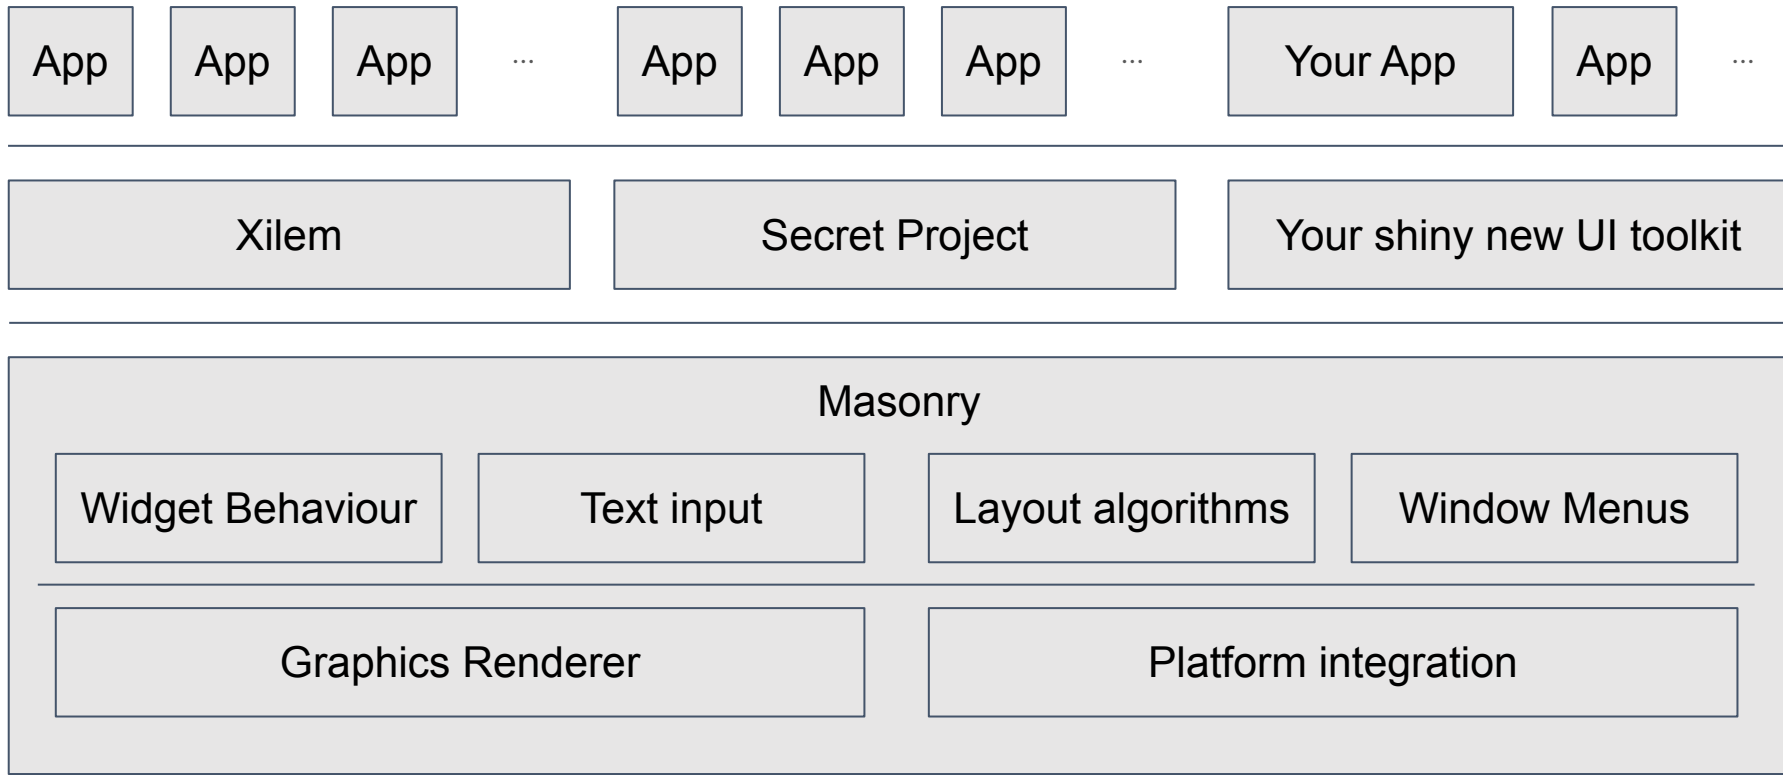 App App App ... App App App ... Your App App ...
Xilem Secret Project Your shiny new UI toolkit
Masonry
Widget Behaviour Text input Layout algorithms Window Menus
Graphics Renderer Platform integration